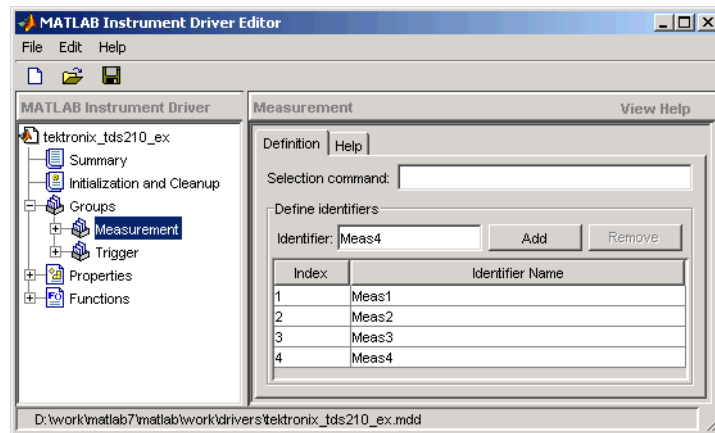 MATLAB Instrument Driver Editor
File Edit Help
MATLAB Instrument Driver
Measurement
View Help
tektronix_tds210_ex
Summary
Initialization and Cleanup
Groups
Measurement
Trigger
Properties
Functions
Definition Help
Selection command:
Define identifiers
Identifier: Meas4 Add Remove
Index Identifier Name
1 Meas1
2 Meas2
3 Meas3
4 Meas4
D:\work\matlab7\matlab\work\drivers\tektronix_tds210_ex.mdd